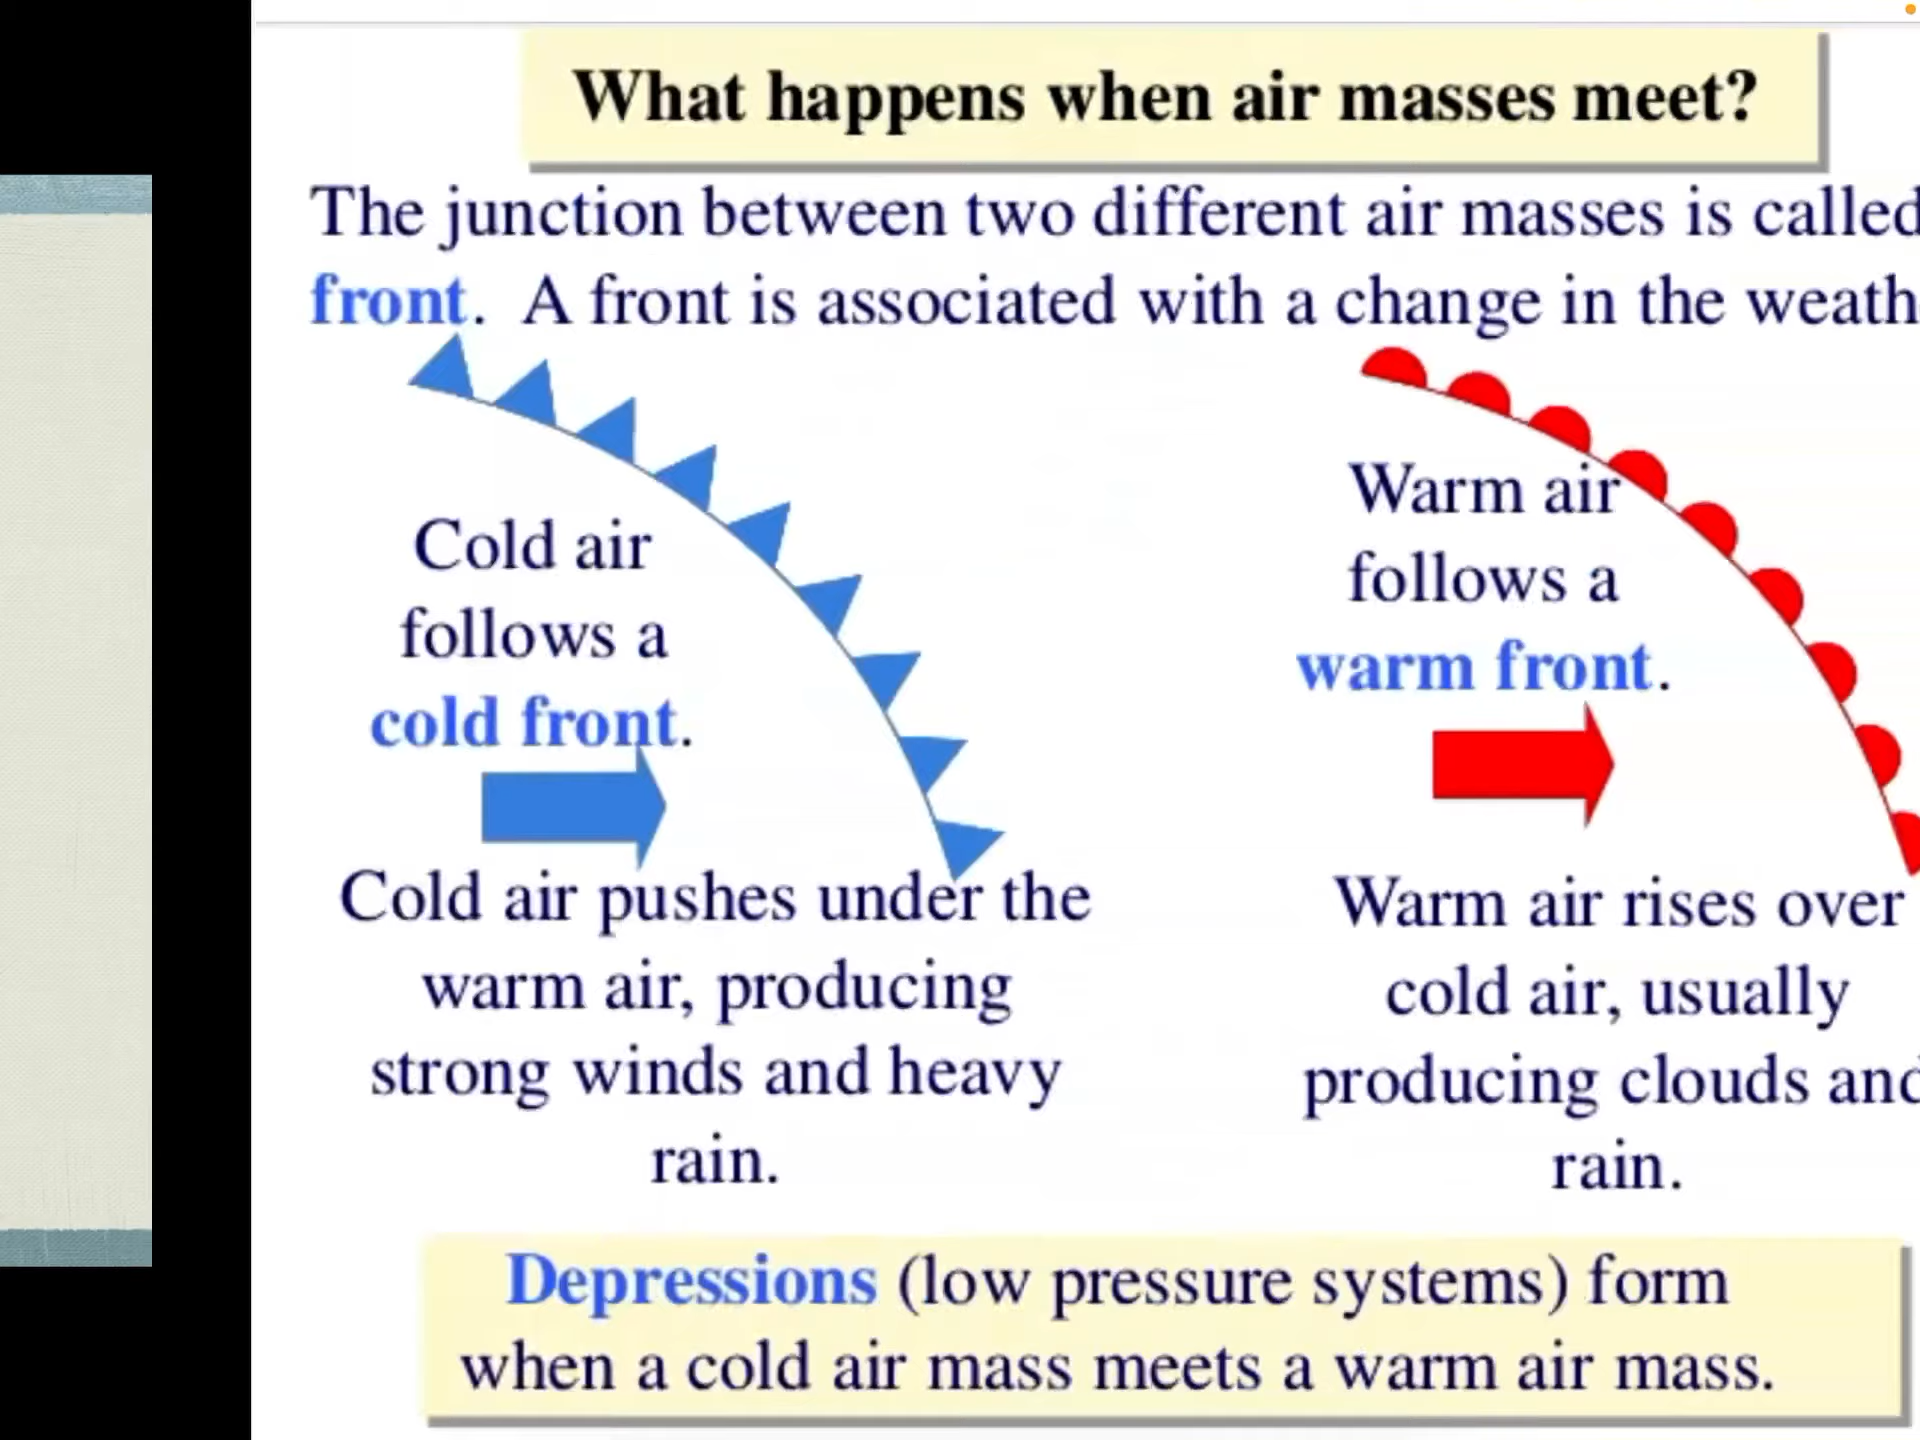 What happens when air masses meet?
The junction between two different air masses is called
front. A front is associated with a change in the weath
Cold air
follows a
cold front.
Cold air pushes under the
warm air, producing
strong winds and heavy
rain.
Warm air
follows a
warm front.
Warm air rises over
cold air, usually
producing clouds and
rain.
Depressions (low pressure systems) form
when a cold air mass meets a warm air mass.